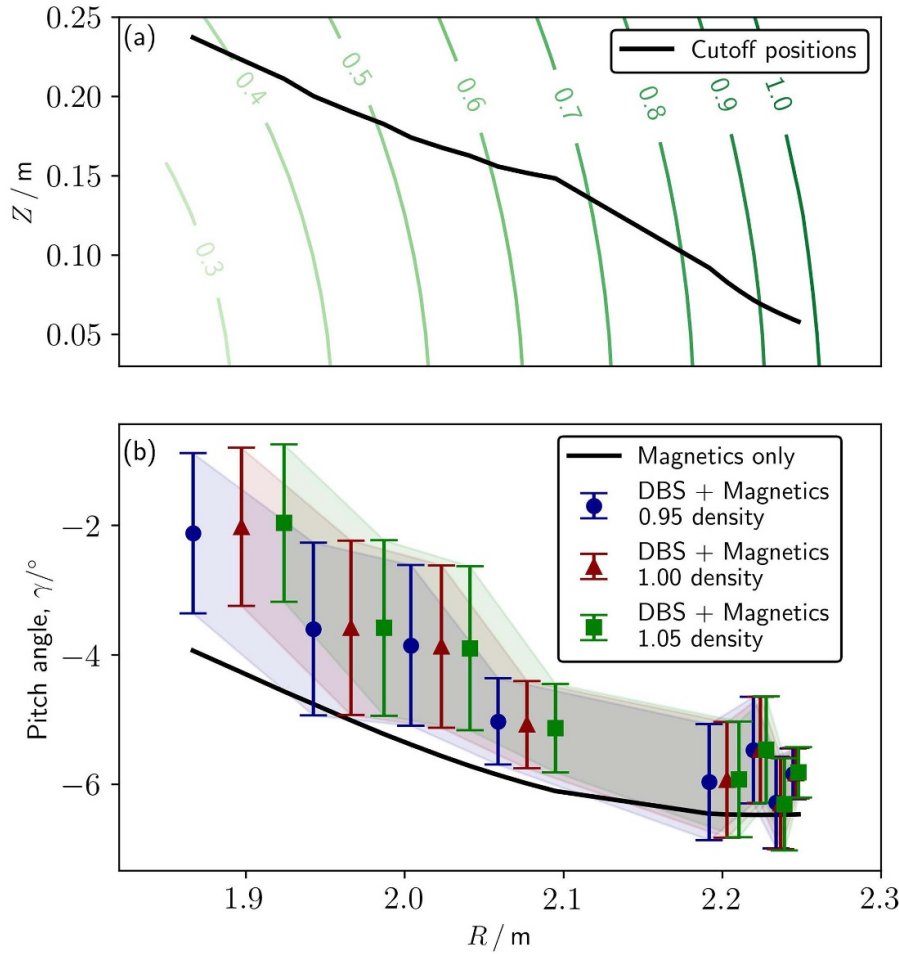 (a)
Cutoff positions
0.25
0.20
0.15
0.10
0.05
Z / m
0.3
0.4
0.5
0.6
0.7
0.8
0.9
1.0
(b)
Magnetics only
DBS + Magnetics
0.95 density
DBS + Magnetics
1.00 density
DBS + Magnetics
1.05 density
−2
−4
−6
Pitch angle, γ/°
1.9
2.0
2.1
2.2
2.3
R / m